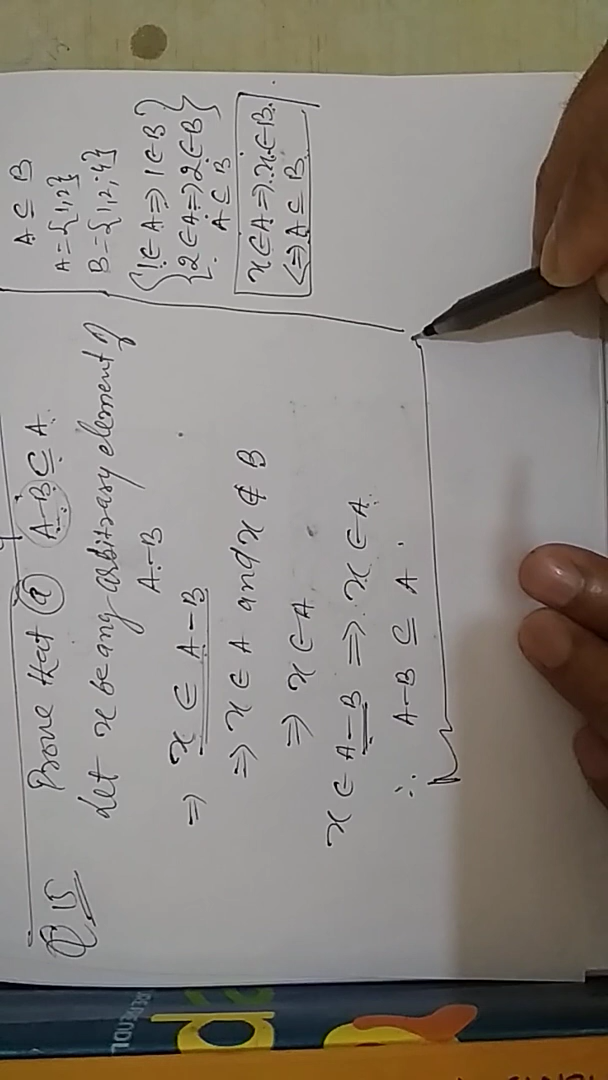 Q 15 Prove that (a) A-B ⊆ A.
Let x be any arbitrary element of
A-B
⇒ x ∈ A-B
⇒ x ∈ A and x ∉ B
⇒ x ∈ A.
x ∈ A-B ⇒ x ∈ A.
∴ A-B ⊆ A.
A ⊆ B
A={1,2}
B={1,2,4}
{1∈A⇒1∈B}
{2∈A⇒2∈B}
A ⊆ B
x∈A⇒x∈B.
⇔ A ⊆ B.